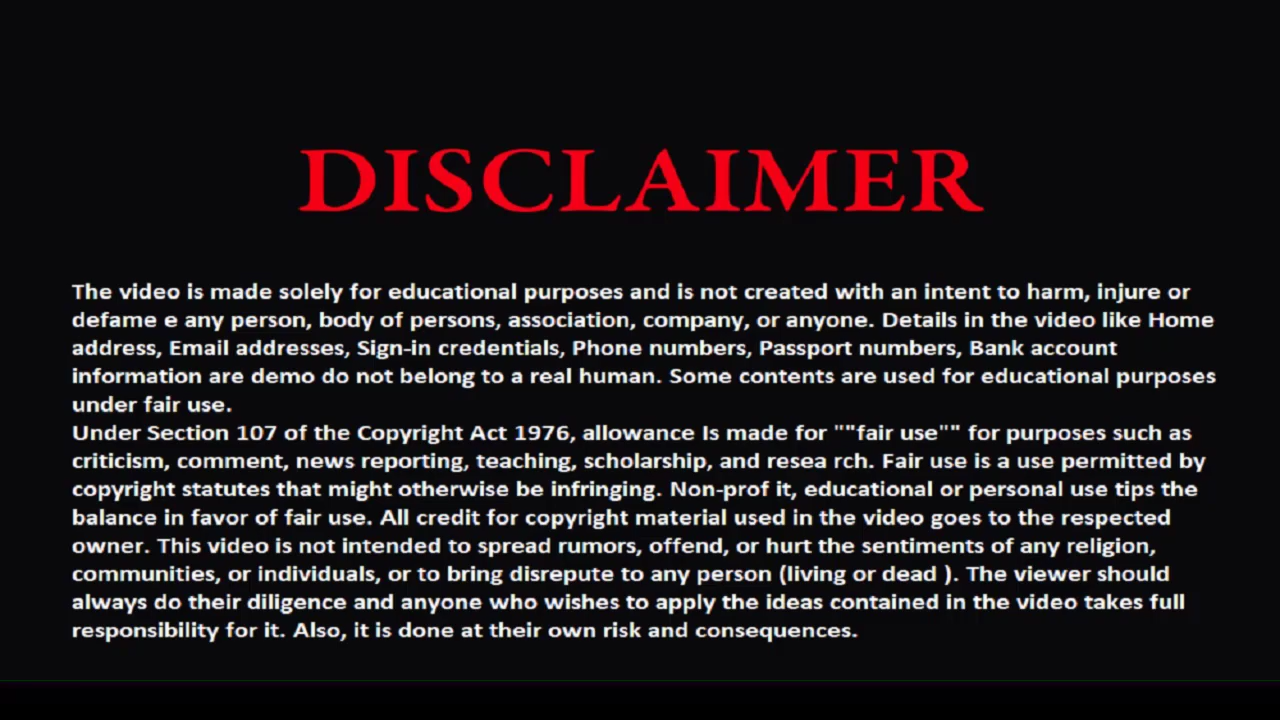 DISCLAIMER
The video is made solely for educational purposes and is not created with an intent to harm, injure or
defame e any person, body of persons, association, company, or anyone. Details in the video like Home
address, Email addresses, Sign-in credentials, Phone numbers, Passport numbers, Bank account
information are demo do not belong to a real human. Some contents are used for educational purposes
under fair use.
Under Section 107 of the Copyright Act 1976, allowance Is made for ""fair use"" for purposes such as
criticism, comment, news reporting, teaching, scholarship, and resea rch. Fair use is a use permitted by
copyright statutes that might otherwise be infringing. Non-prof it, educational or personal use tips the
balance in favor of fair use. All credit for copyright material used in the video goes to the respected
owner. This video is not intended to spread rumors, offend, or hurt the sentiments of any religion,
communities, or individuals, or to bring disrepute to any person (living or dead ). The viewer should
always do their diligence and anyone who wishes to apply the ideas contained in the video takes full
responsibility for it. Also, it is done at their own risk and consequences.